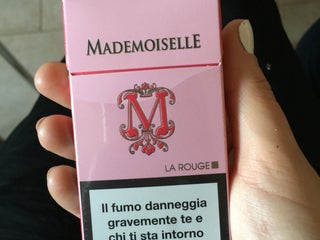 MADEMOISELLE
M
LA ROUGE
Il fumo danneggia
gravemente te e
chi ti sta intorno